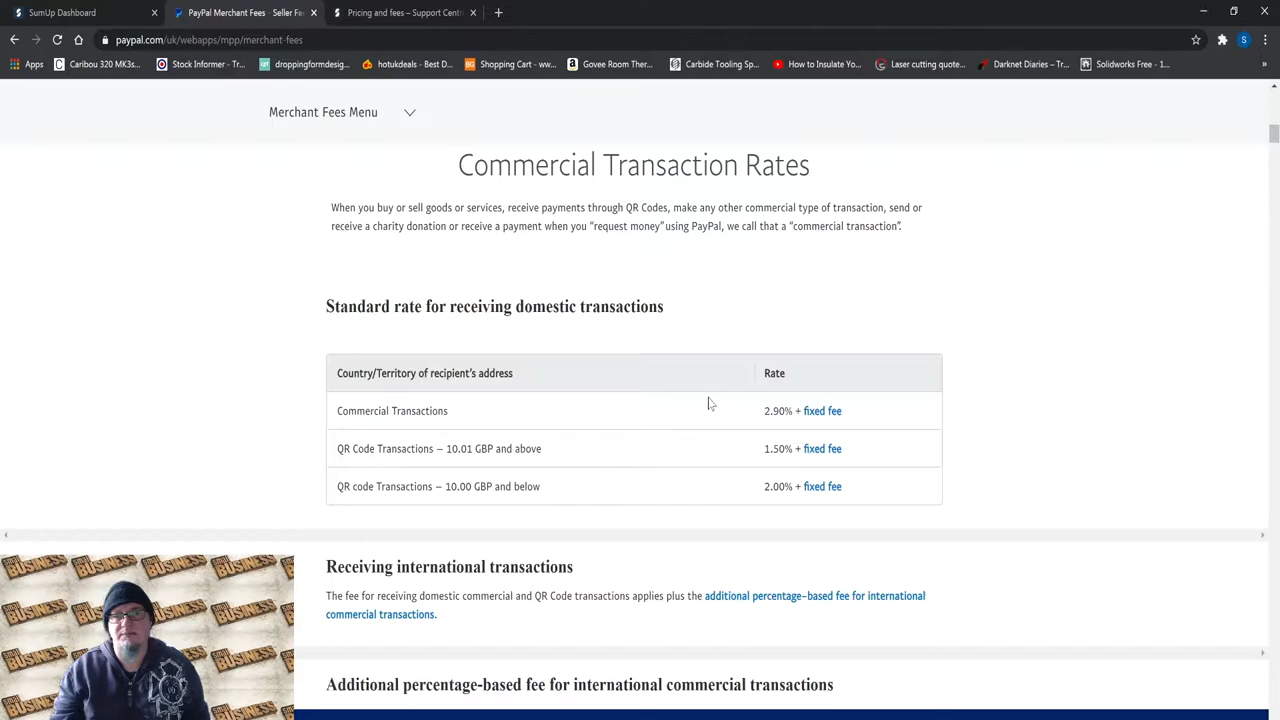 SumUp Dashboard
PayPal Merchant Fees - Seller F
Pricing and fees – Support Cent
paypal.com/uk/webapps/mpp/merchant-fees
S
Apps
Caribou 320 MK3s...
Stock Informer - Tr...
droppingformdesig...
hotukdeals - Best D...
Shopping Cart - ww...
Govee Room Ther...
Carbide Tooling Sp...
How to Insulate Yo...
Laser cutting quote...
Darknet Diaries – Tr...
Solidworks Free - 1...
»
Merchant Fees Menu
Commercial Transaction Rates
When you buy or sell goods or services, receive payments through QR Codes, make any other commercial type of transaction, send or
receive a charity donation or receive a payment when you “request money” using PayPal, we call that a “commercial transaction”.
Standard rate for receiving domestic transactions
Country/Territory of recipient’s address Rate
Commercial Transactions 2.90% + fixed fee
QR Code Transactions – 10.01 GBP and above 1.50% + fixed fee
QR code Transactions – 10.00 GBP and below 2.00% + fixed fee
Receiving international transactions
The fee for receiving domestic commercial and QR Code transactions applies plus the additional percentage-based fee for international
commercial transactions.
Additional percentage-based fee for international commercial transactions